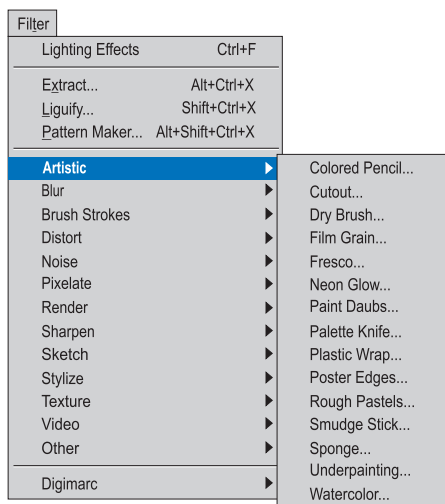 Filter
Lighting Effects Ctrl+F
Extract... Alt+Ctrl+X
Liguify... Shift+Ctrl+X
Pattern Maker... Alt+Shift+Ctrl+X
Artistic
Blur
Brush Strokes
Distort
Noise
Pixelate
Render
Sharpen
Sketch
Stylize
Texture
Video
Other
Digimarc
Colored Pencil...
Cutout...
Dry Brush...
Film Grain...
Fresco...
Neon Glow...
Paint Daubs...
Palette Knife...
Plastic Wrap...
Poster Edges...
Rough Pastels...
Smudge Stick...
Sponge...
Underpainting...
Watercolor...